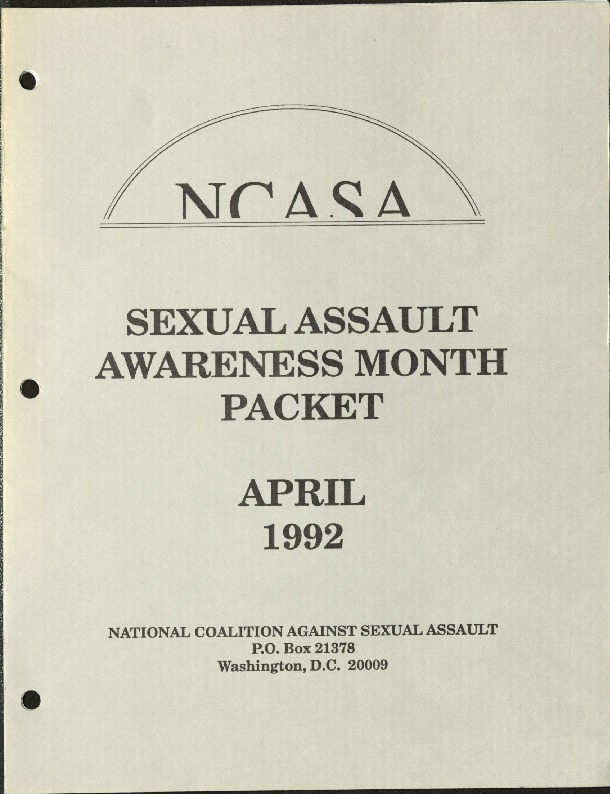 NCASA
SEXUAL ASSAULT
AWARENESS MONTH
PACKET
APRIL
1992
NATIONAL COALITION AGAINST SEXUAL ASSAULT
P.O. Box 21378
Washington, D.C. 20009